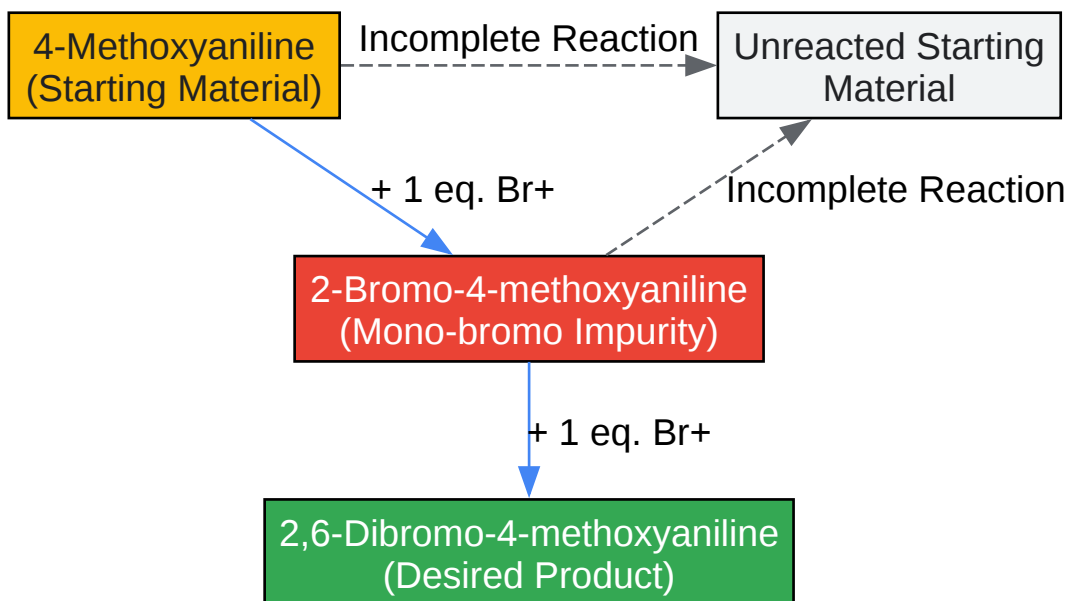 4-Methoxyaniline
(Starting Material)
Incomplete Reaction
Unreacted Starting
Material
+ 1 eq. Br+
Incomplete Reaction
2-Bromo-4-methoxyaniline
(Mono-bromo Impurity)
+ 1 eq. Br+
2,6-Dibromo-4-methoxyaniline
(Desired Product)